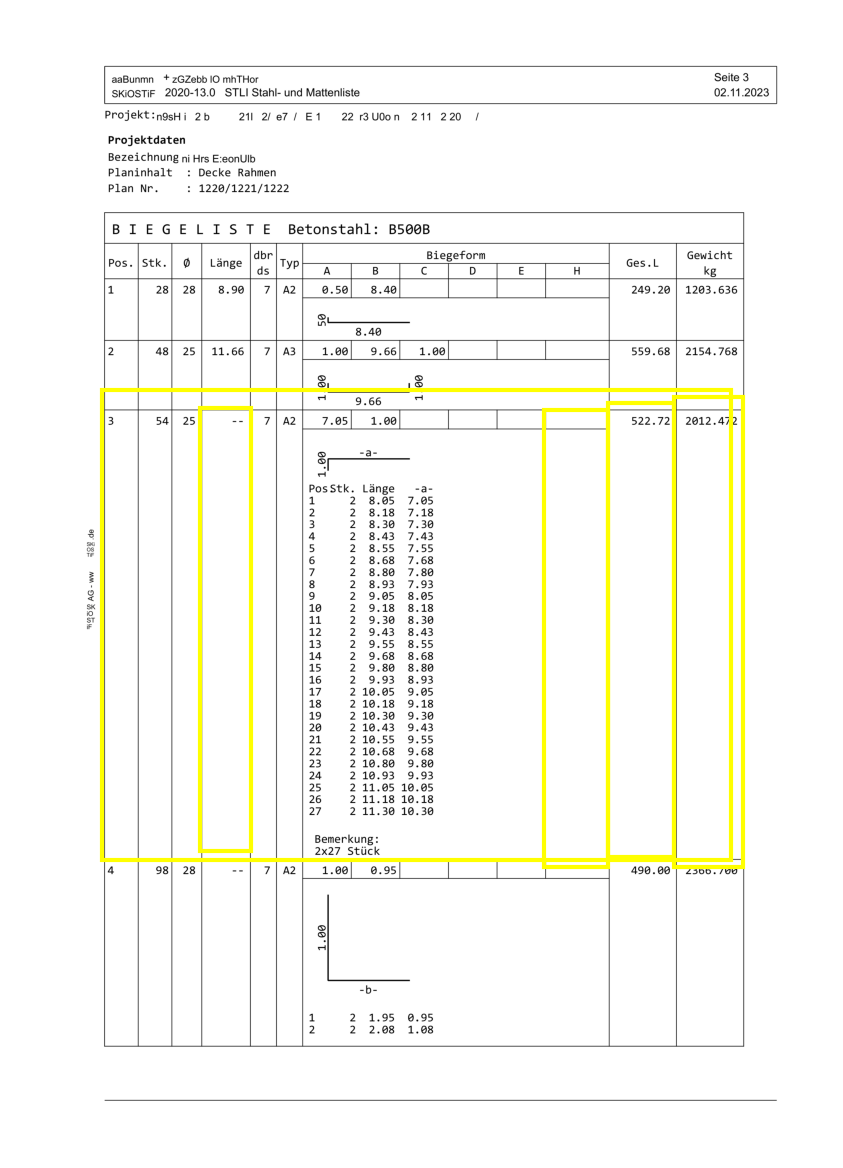 aaBunmn + zGZebb lO mhTHor Seite 3
SKiOSTiF 2020-13.0 STLI Stahl- und Mattenliste 02.11.2023
Projekt:n9sH i 2 b 21l 2/ e7 / E 1 22 r3 U0o n 2 11 2 20 /
Projektdaten
Bezeichnung ni Hrs E:eonUlb
Planinhalt : Decke Rahmen
Plan Nr. : 1220/1221/1222
B I E G E L I S T E Betonstahl: B500B
Pos. Stk. Ø Länge dbr ds Typ Biegeform Ges.L Gewicht kg
A B C D E H
1 28 28 8.90 7 A2 0.50 8.40 249.20 1203.636
50
8.40
2 48 25 11.66 7 A3 1.00 9.66 1.00 559.68 2154.768
1.00 1.00
9.66
3 54 25 -- 7 A2 7.05 1.00 522.72 2012.472
1.00 -a-
Pos Stk. Länge -a-
1 2 8.05 7.05
2 2 8.18 7.18
3 2 8.30 7.30
4 2 8.43 7.43
5 2 8.55 7.55
6 2 8.68 7.68
7 2 8.80 7.80
8 2 8.93 7.93
9 2 9.05 8.05
10 2 9.18 8.18
11 2 9.30 8.30
12 2 9.43 8.43
13 2 9.55 8.55
14 2 9.68 8.68
15 2 9.80 8.80
16 2 9.93 8.93
17 2 10.05 9.05
18 2 10.18 9.18
19 2 10.30 9.30
20 2 10.43 9.43
21 2 10.55 9.55
22 2 10.68 9.68
23 2 10.80 9.80
24 2 10.93 9.93
25 2 11.05 10.05
26 2 11.18 10.18
27 2 11.30 10.30
Bemerkung:
2x27 Stück
4 98 28 -- 7 A2 1.00 0.95 490.00 2366.700
1.00
-b-
1 2 1.95 0.95
2 2 2.08 1.08
AG - ww .de